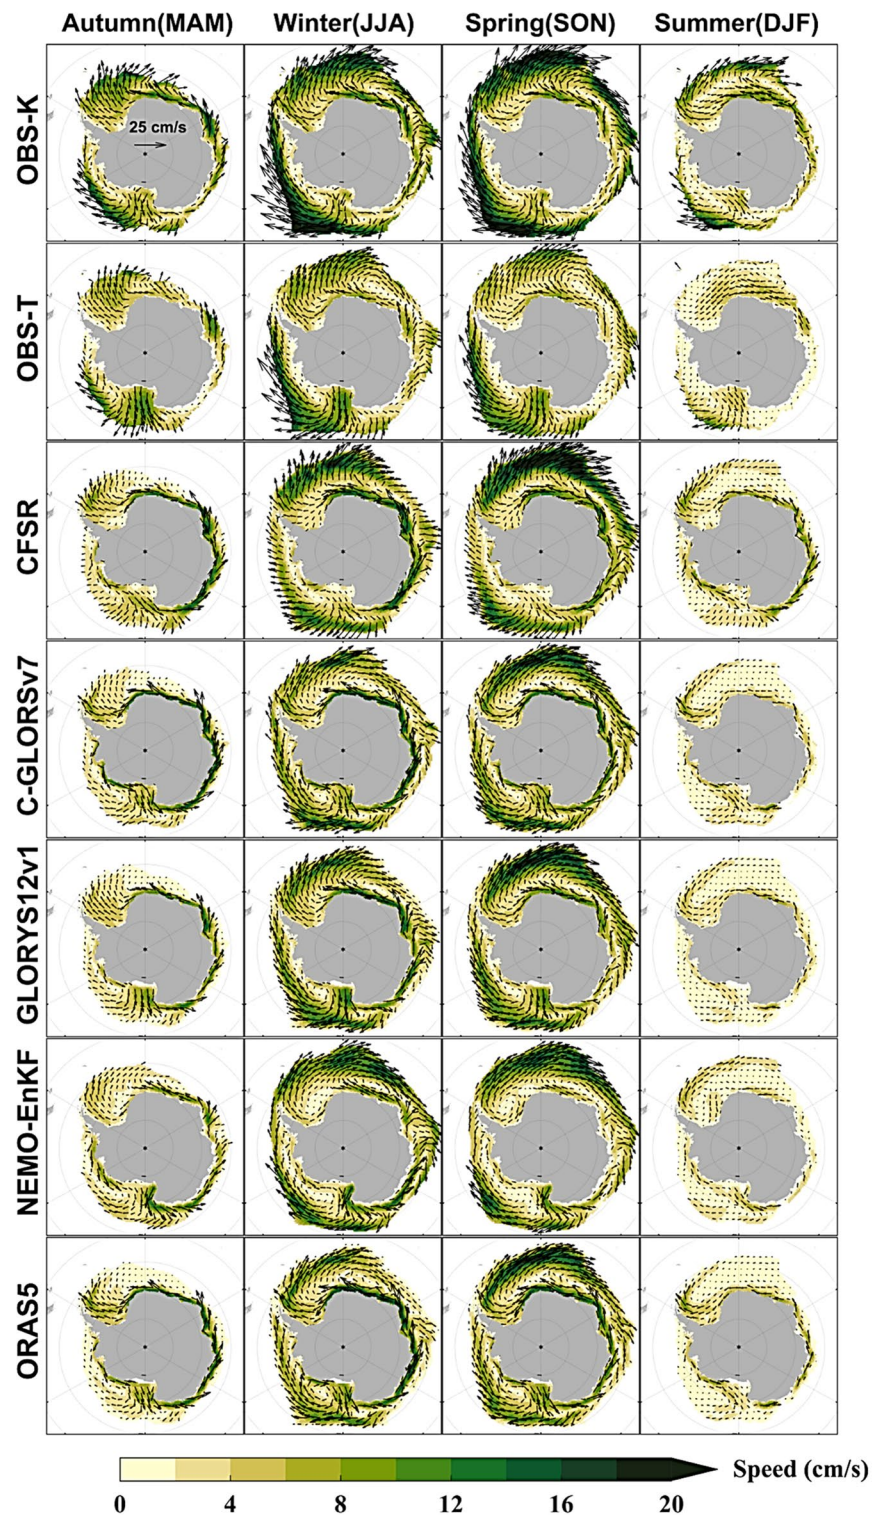 Autumn(MAM) Winter(JJA) Spring(SON) Summer(DJF)
OBS-K
25 cm/s
OBS-T
CFSR
C-GLORSv7
GLORYS12v1
NEMO-EnKF
ORAS5
Speed (cm/s)
0 4 8 12 16 20